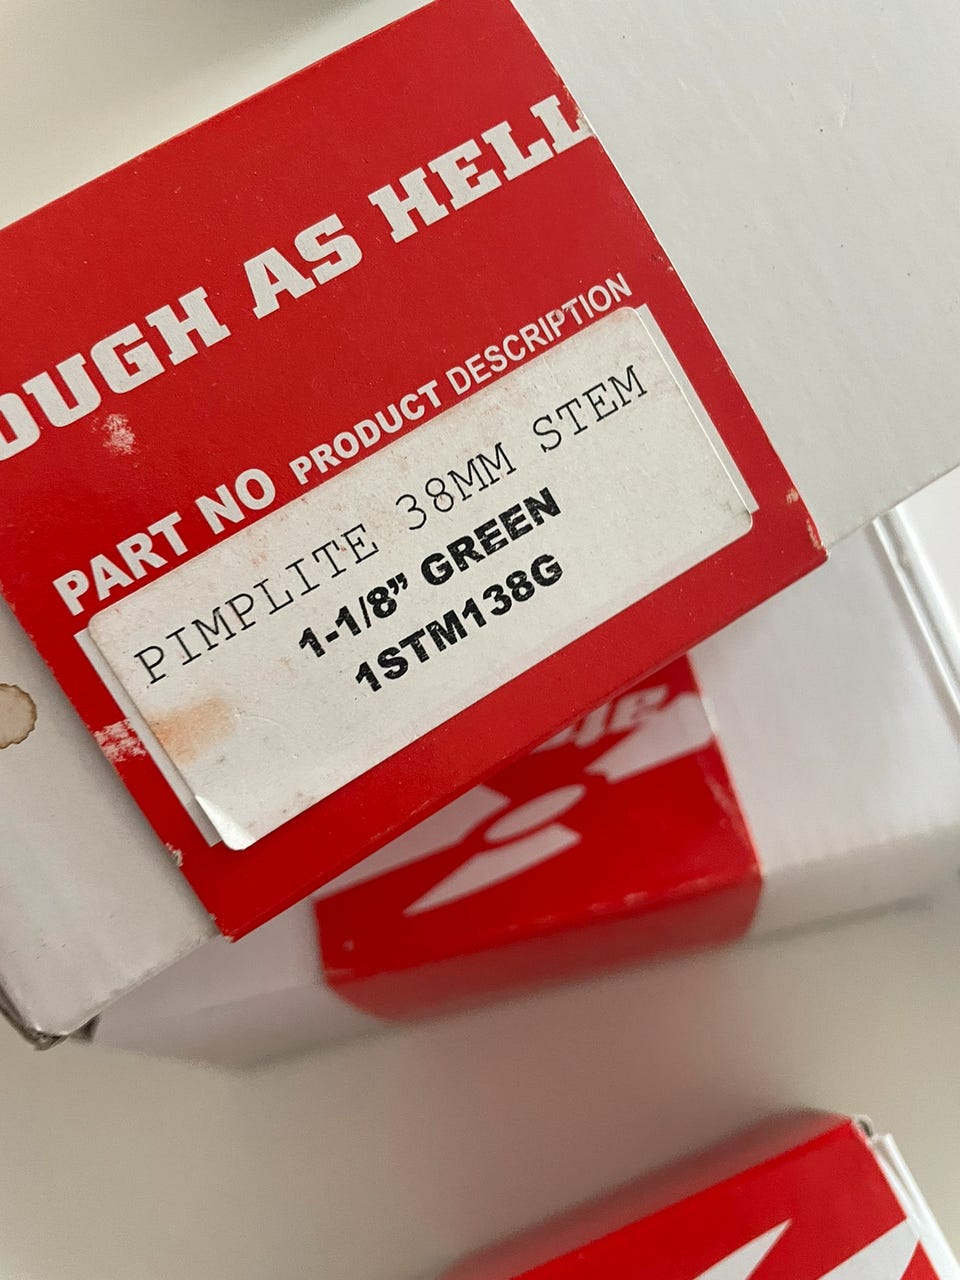 OUGH AS HELL
PART NO PRODUCT DESCRIPTION
PIMPLITE 38MM STEM
1-1/8” GREEN
1STM138G